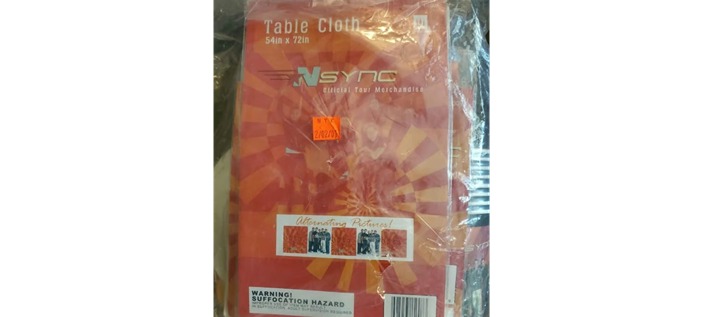 Table Cloth
54in x 72in
NSYNC
Official Tour Merchandise
Alternating Pictures!
WARNING!
SUFFOCATION HAZARD